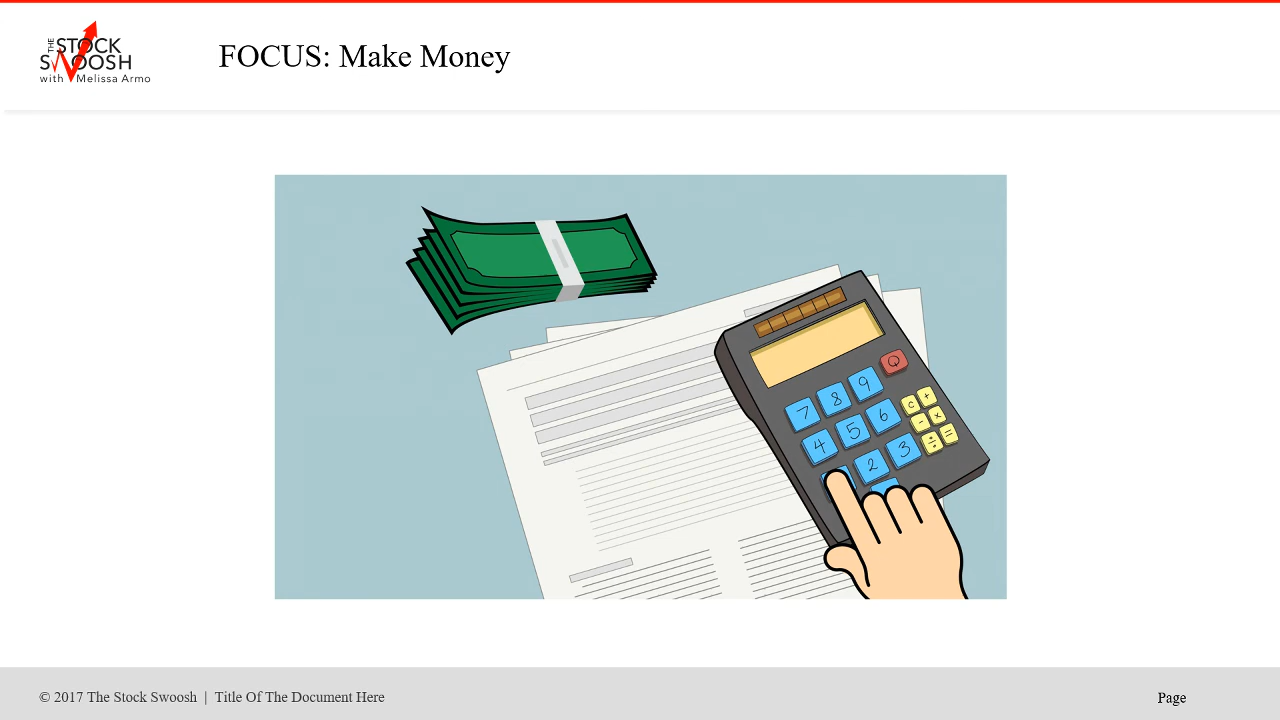 THE STOCK
SWOOSH
with Melissa Armo
FOCUS: Make Money
7 8 9
4 5 6
2 3
C +
- x
÷ =
© 2017 The Stock Swoosh | Title Of The Document Here
Page